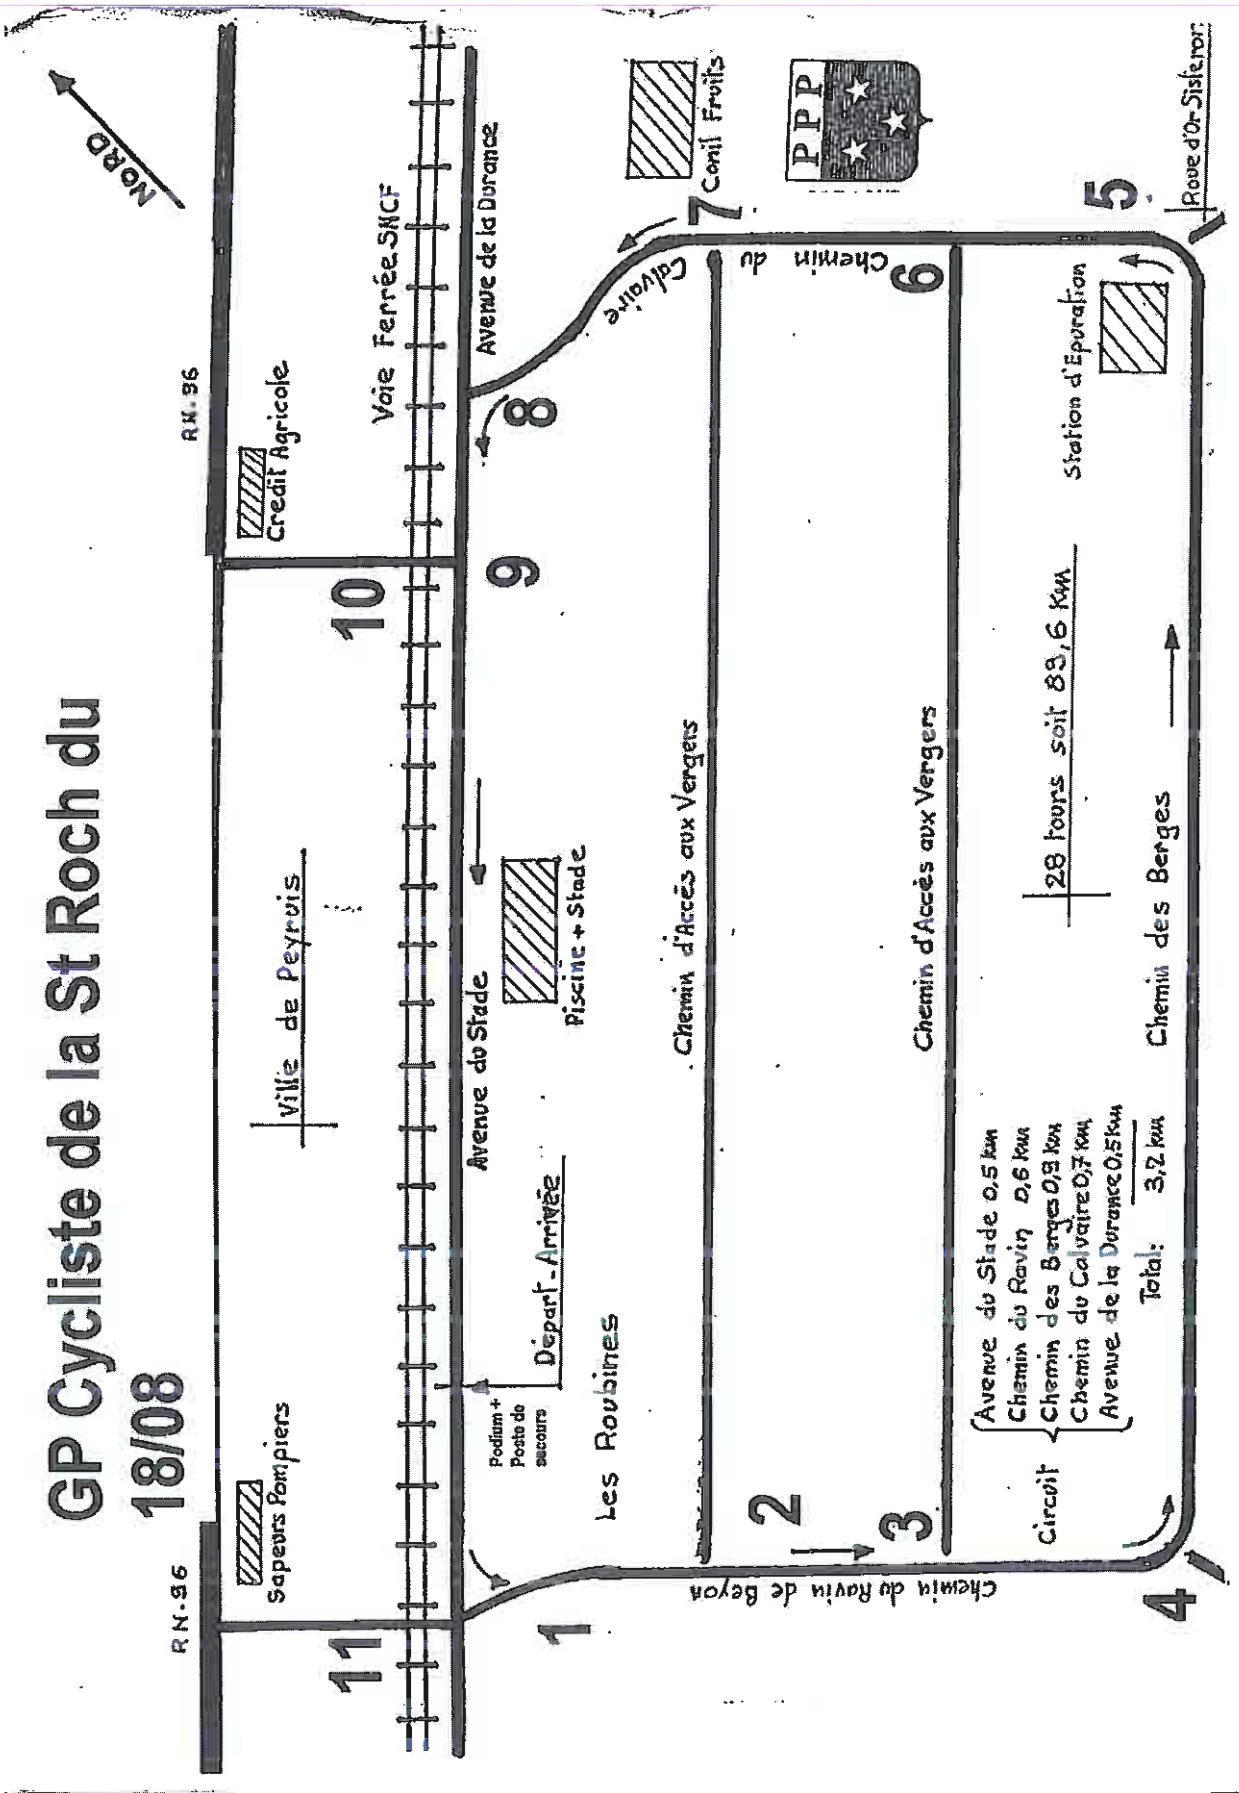 GP Cycliste de la St Roch du
18/08
NORD
RN.96
RN.96
Sapeurs Pompiers
Ville de Peyruis
Credit Agricole
11
10
Voie Ferrée SNCF
Avenue du Stade
Avenue de la Durance
Podium +
Poste de
secours
Départ - Arrivée
Piscine + Stade
9
8
1
Les Roubines
Calvaire
Conil Fruits
7
Chemin d'Accès aux Vergers
Chemin du
PPP
2
Chemin du Ravin de Beyon
3
Chemin d'Accès aux Vergers
6
Circuit
Avenue du Stade 0,5 km
Chemin du Ravin 0,6 km
Chemin des Berges 0,9 km
Chemin du Calvaire 0,7 km
Avenue de la Durance 0,5 km
Total: 3,2 km
28 tours soit 89,6 Km
Station d'Epuration
5
4
Chemin des Berges
Roue d'Or Sisteron